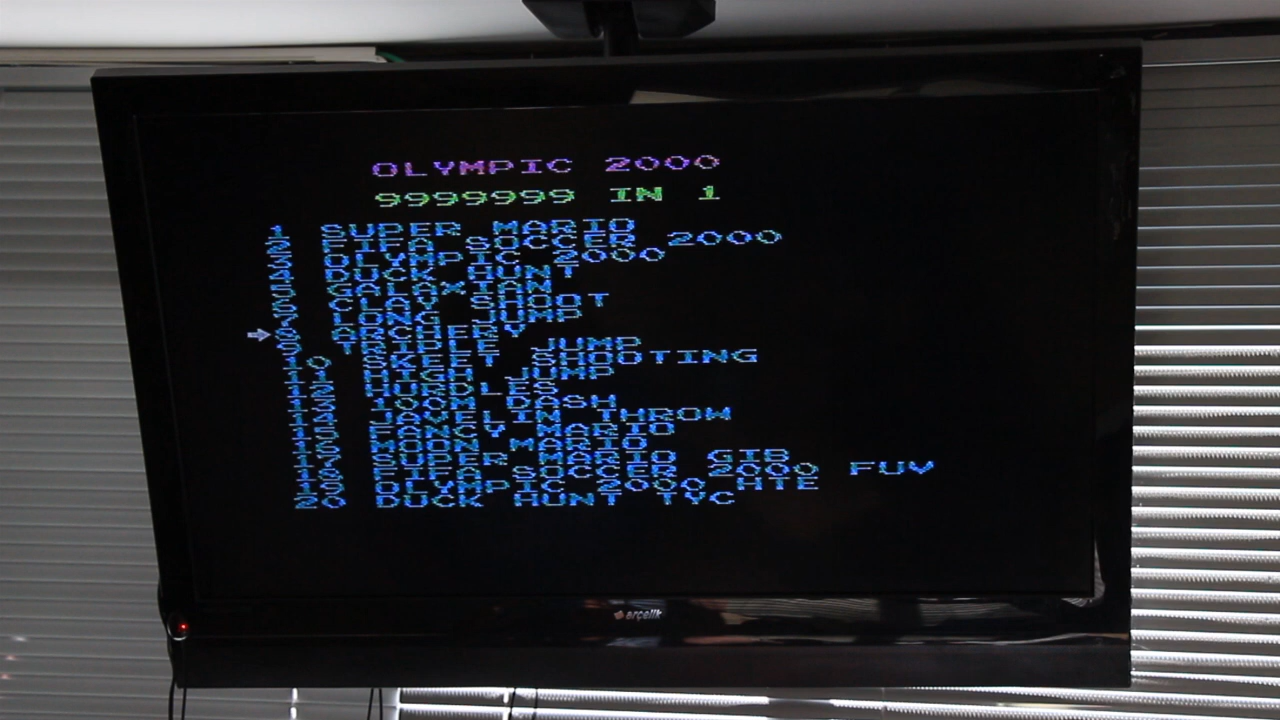 OLYMPIC 2000
9999999 IN 1
1 SUPER MARIO
2 FIFA SOCCER 2000
3 OLYMPIC 2000
4 DUCK HUNT
5 GALAXIAN
6 CLAY SHOOT
7 LONG JUMP
8 ARCHERY
9 TRIPLE JUMP
10 SKEET SHOOTING
11 HIGH JUMP
12 HURDLES
13 100M DASH
14 JAVELIN THROW
15 FANCY MARIO
16 MARIO
17 SUPER MARIO GIB
18 FIFA SOCCER 2000 FUV
19 OLYMPIC 2000 HTE
20 DUCK HUNT TYC
arçelik